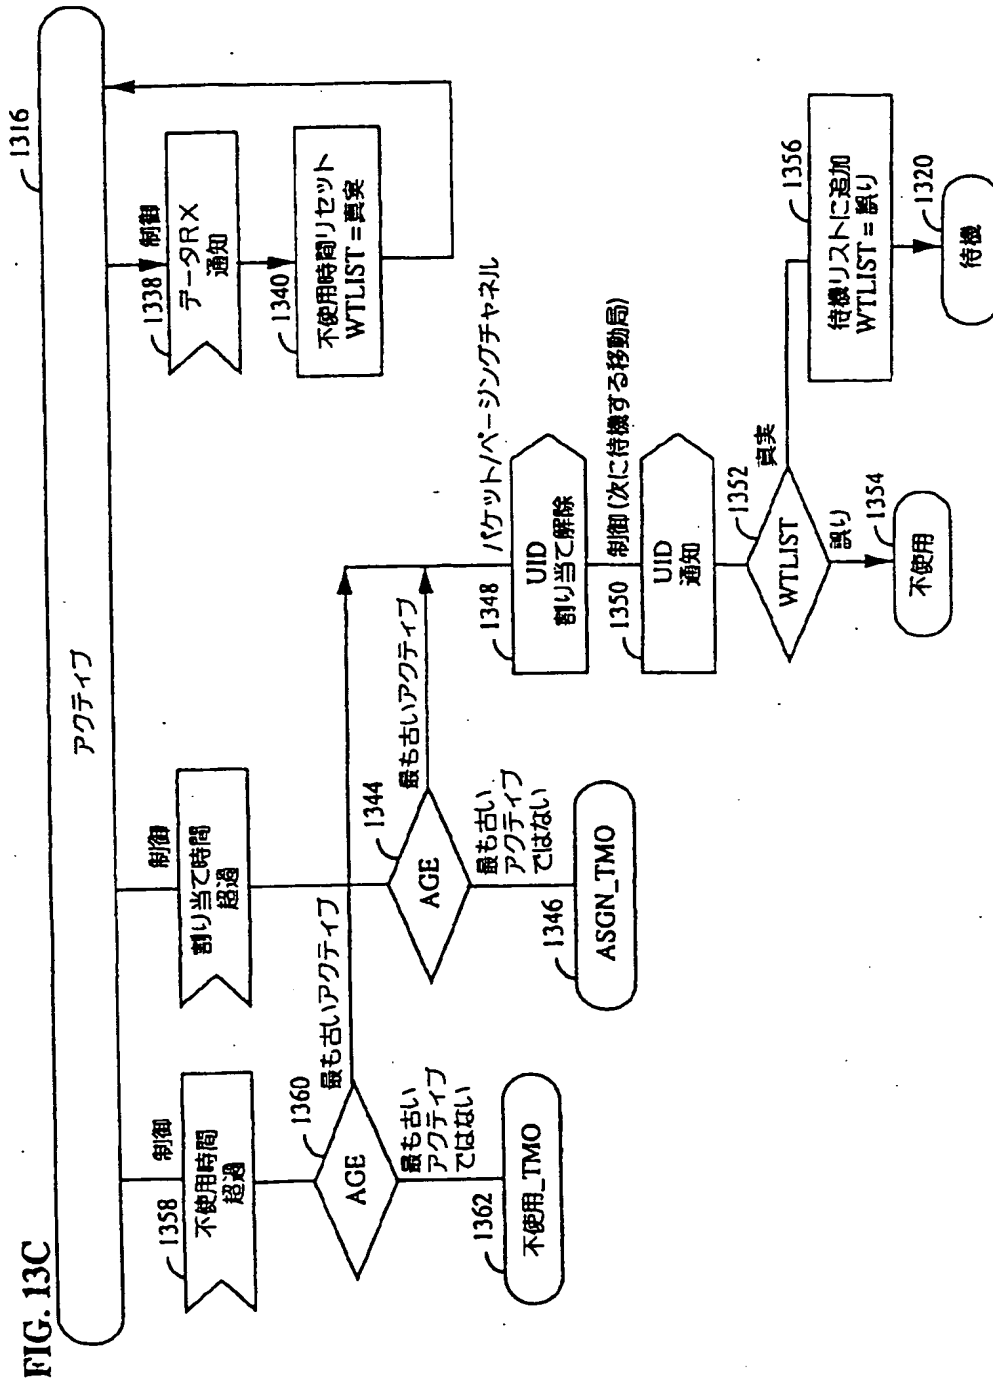 FIG. 13C
アクティブ
1316
制御
1358
不使用時間
超過
1360
AGE
最も古いアクティブ
最も古い
アクティブ
ではない
1362
不使用_TMO
制御
割り当て時間
超過
1344
AGE
最も古いアクティブ
最も古い
アクティブ
ではない
1346
ASGN_TMO
制御
1338
データRX
通知
1340
不使用時間リセット
WTLIST=真実
パケット/ページングチャネル
1348
UID
割り当て解除
制御(次に待機する移動局)
1350
UID
通知
1352
WTLIST
真実
誤り
1354
不使用
1356
待機リストに追加
WTLIST=誤り
1320
待機